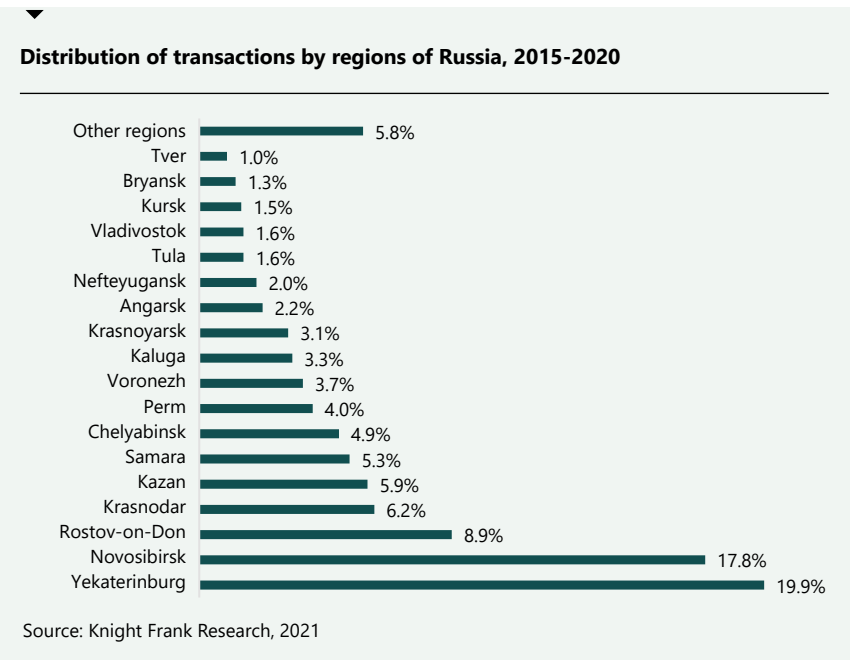 Distribution of transactions by regions of Russia, 2015-2020
Other regions 5.8%
Tver 1.0%
Bryansk 1.3%
Kursk 1.5%
Vladivostok 1.6%
Tula 1.6%
Nefteyugansk 2.0%
Angarsk 2.2%
Krasnoyarsk 3.1%
Kaluga 3.3%
Voronezh 3.7%
Perm 4.0%
Chelyabinsk 4.9%
Samara 5.3%
Kazan 5.9%
Krasnodar 6.2%
Rostov-on-Don 8.9%
Novosibirsk 17.8%
Yekaterinburg 19.9%
Source: Knight Frank Research, 2021